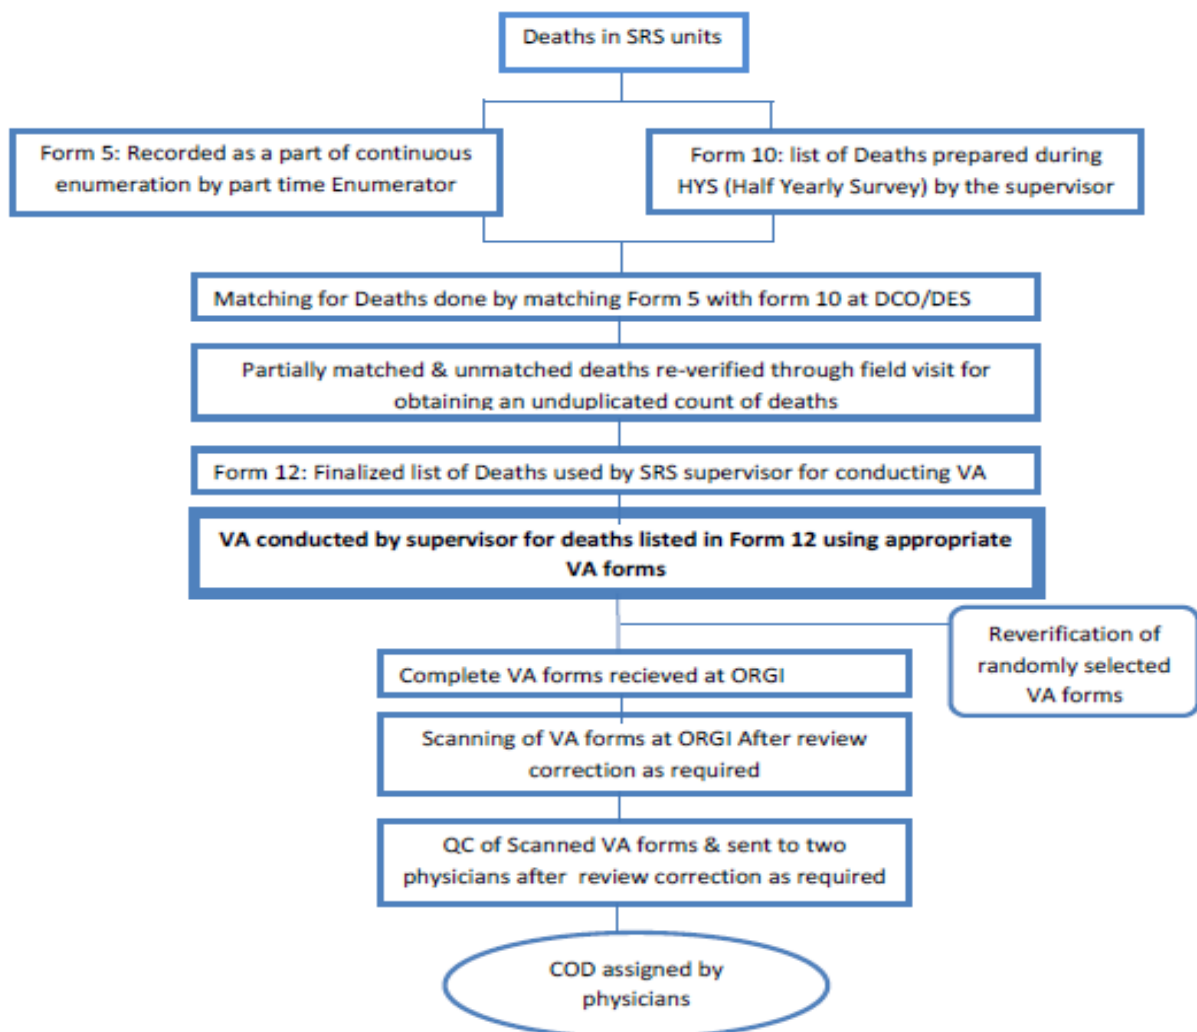 Deaths in SRS units
Form 5: Recorded as a part of continuous
enumeration by part time Enumerator
Form 10: list of Deaths prepared during
HYS (Half Yearly Survey) by the supervisor
Matching for Deaths done by matching Form 5 with form 10 at DCO/DES
Partially matched & unmatched deaths re-verified through field visit for
obtaining an unduplicated count of deaths
Form 12: Finalized list of Deaths used by SRS supervisor for conducting VA
VA conducted by supervisor for deaths listed in Form 12 using appropriate
VA forms
Reverification of
randomly selected
VA forms
Complete VA forms recieved at ORGI
Scanning of VA forms at ORGI After review
correction as required
QC of Scanned VA forms & sent to two
physicians after review correction as required
COD assigned by
physicians